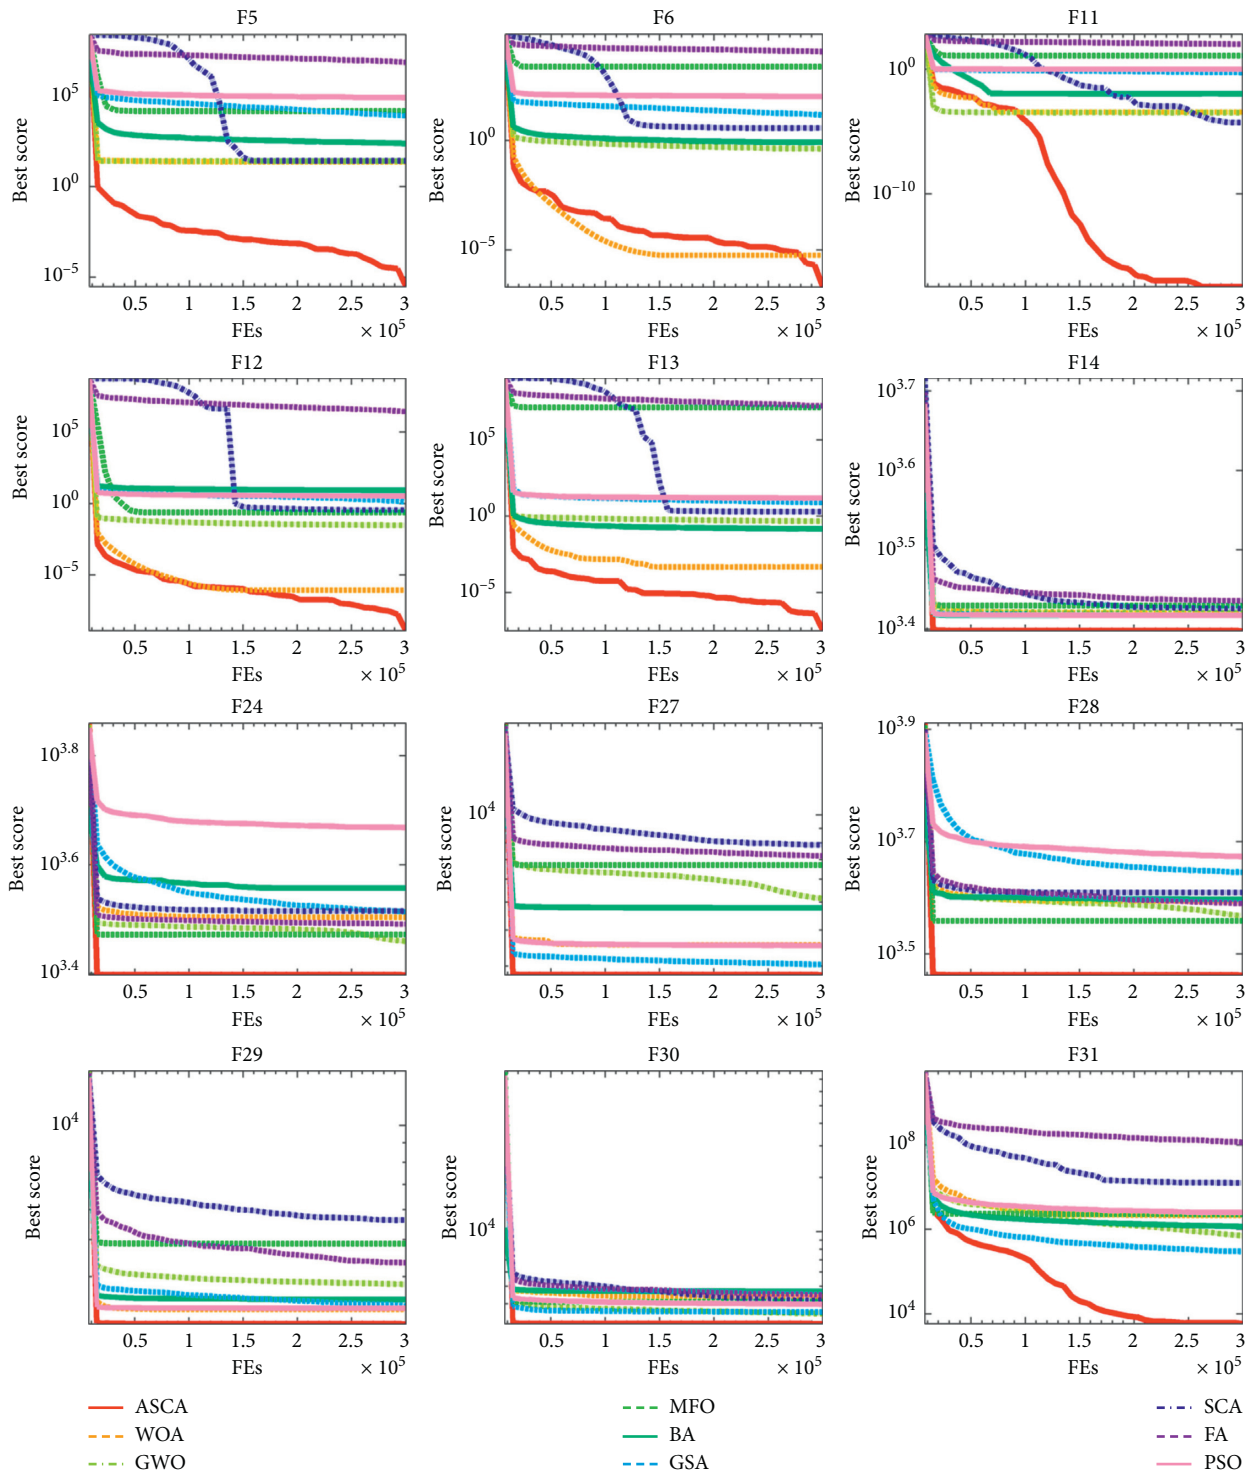 F5
F6
F11
10^5
10^0
10^-5
Best score
0.5 1 1.5 2 2.5 3
FEs × 10^5
10^5
10^0
10^-5
Best score
0.5 1 1.5 2 2.5 3
FEs × 10^5
10^0
10^-10
Best score
0.5 1 1.5 2 2.5 3
FEs × 10^5
F12
F13
F14
10^5
10^0
10^-5
Best score
0.5 1 1.5 2 2.5 3
FEs × 10^5
10^5
10^0
10^-5
Best score
0.5 1 1.5 2 2.5 3
FEs × 10^5
10^3.7
10^3.6
10^3.5
10^3.4
Best score
0.5 1 1.5 2 2.5 3
FEs × 10^5
F24
F27
F28
10^3.8
10^3.6
10^3.4
Best score
0.5 1 1.5 2 2.5 3
FEs × 10^5
10^4
Best score
0.5 1 1.5 2 2.5 3
FEs × 10^5
10^3.9
10^3.7
10^3.5
Best score
0.5 1 1.5 2 2.5 3
FEs × 10^5
F29
F30
F31
10^4
Best score
0.5 1 1.5 2 2.5 3
FEs × 10^5
10^4
Best score
0.5 1 1.5 2 2.5 3
FEs × 10^5
10^8
10^6
10^4
Best score
0.5 1 1.5 2 2.5 3
FEs × 10^5
ASCA
WOA
GWO
MFO
BA
GSA
SCA
FA
PSO